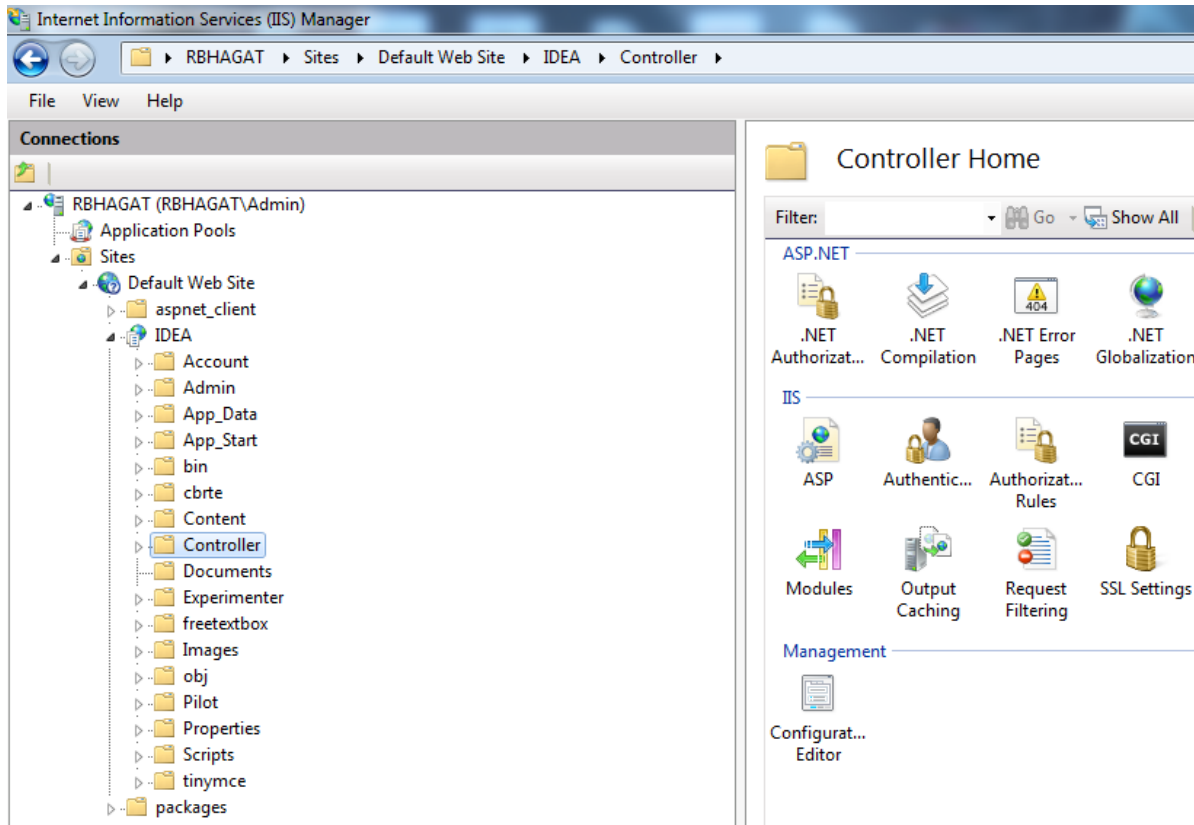 Internet Information Services (IIS) Manager
RBHAGAT Sites Default Web Site IDEA Controller
File View Help
Connections
RBHAGAT (RBHAGAT\Admin)
Application Pools
Sites
Default Web Site
aspnet_client
IDEA
Account
Admin
App_Data
App_Start
bin
cbrte
Content
Controller
Documents
Experimenter
freetextbox
Images
obj
Pilot
Properties
Scripts
tinymce
packages
Controller Home
Filter: Go Show All
ASP.NET
404
.NET .NET .NET Error .NET
Authorizat... Compilation Pages Globalization
IIS
CGI
ASP Authentic... Authorizat... CGI
Rules
Modules Output Request SSL Settings
Caching Filtering
Management
Configurat...
Editor